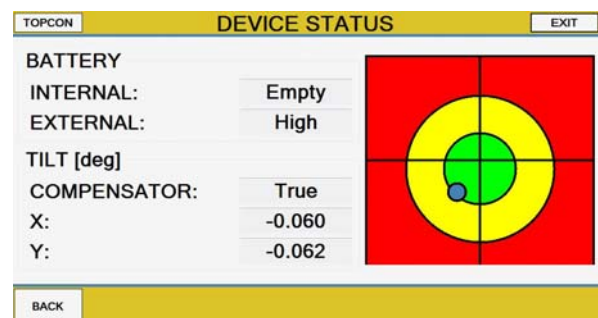 TOPCON DEVICE STATUS EXIT
BATTERY
INTERNAL: Empty
EXTERNAL: High
TILT [deg]
COMPENSATOR: True
X: -0.060
Y: -0.062
BACK